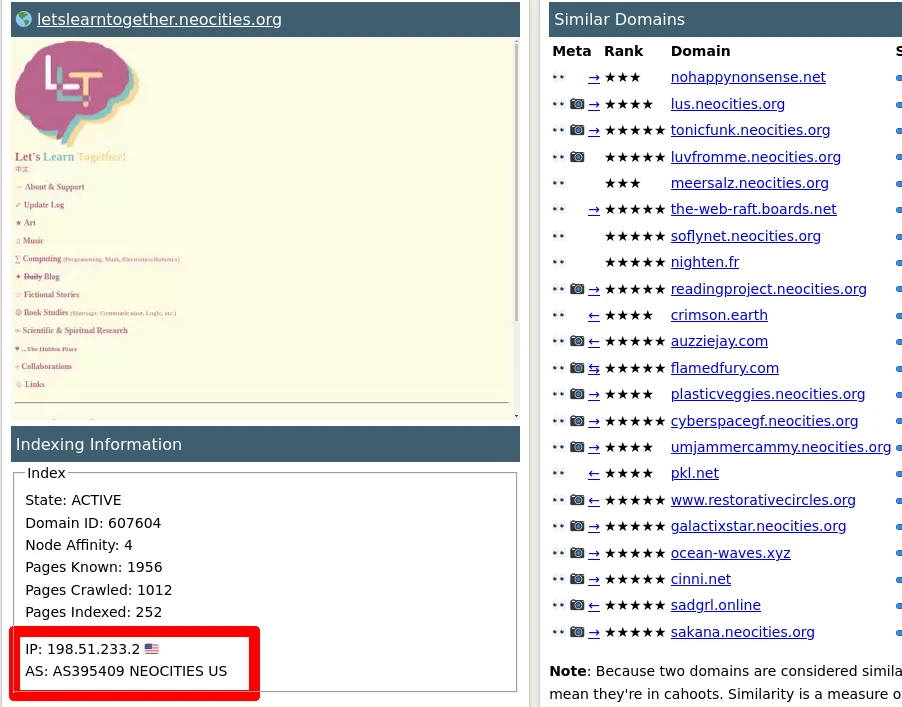 letslearntogether.neocities.org
LLT
Let's Learn Together!
中文
→ About & Support
✓ Update Log
★ Art
♫ Music
∑ Computing (Programming, Math, Electronics/Robotics)
✦ Daily Blog
☆ Fictional Stories
Book Studies (Marriage, Communication, Logic, etc.)
∞ Scientific & Spiritual Research
♥ ...The Hidden Place
+ Collaborations
☺ Links
Indexing Information
Index
State: ACTIVE
Domain ID: 607604
Node Affinity: 4
Pages Known: 1956
Pages Crawled: 1012
Pages Indexed: 252
IP: 198.51.233.2
AS: AS395409 NEOCITIES US
Similar Domains
Meta Rank Domain S
→ ★★★ nohappynonsense.net
→ ★★★★ lus.neocities.org
→ ★★★★★ tonicfunk.neocities.org
★★★★★ luvfromme.neocities.org
★★★ meersalz.neocities.org
→ ★★★★★ the-web-raft.boards.net
★★★★★ soflynet.neocities.org
★★★★★ nighten.fr
→ ★★★★★ readingproject.neocities.org
← ★★★★ crimson.earth
← ★★★★★ auzziejay.com
⇆ ★★★★★ flamedfury.com
→ ★★★★ plasticveggies.neocities.org
→ ★★★★★ cyberspacegf.neocities.org
→ ★★★★ umjammercammy.neocities.org
← ★★★★ pkl.net
← ★★★★★ www.restorativecircles.org
→ ★★★★★ galactixstar.neocities.org
→ ★★★★★ ocean-waves.xyz
→ ★★★★★ cinni.net
← ★★★★★ sadgrl.online
→ ★★★★★ sakana.neocities.org
Note: Because two domains are considered simila
mean they're in cahoots. Similarity is a measure o